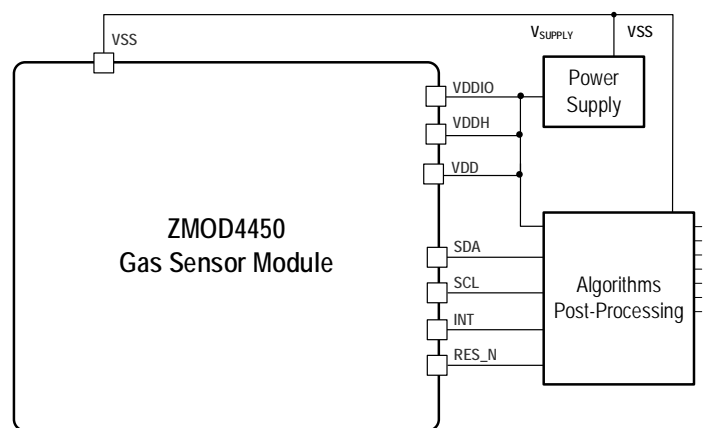 VSS
VSUPPLY
VSS
Power
Supply
VDDIO
VDDH
VDD
ZMOD4450
Gas Sensor Module
SDA
SCL
INT
RES_N
Algorithms
Post-Processing